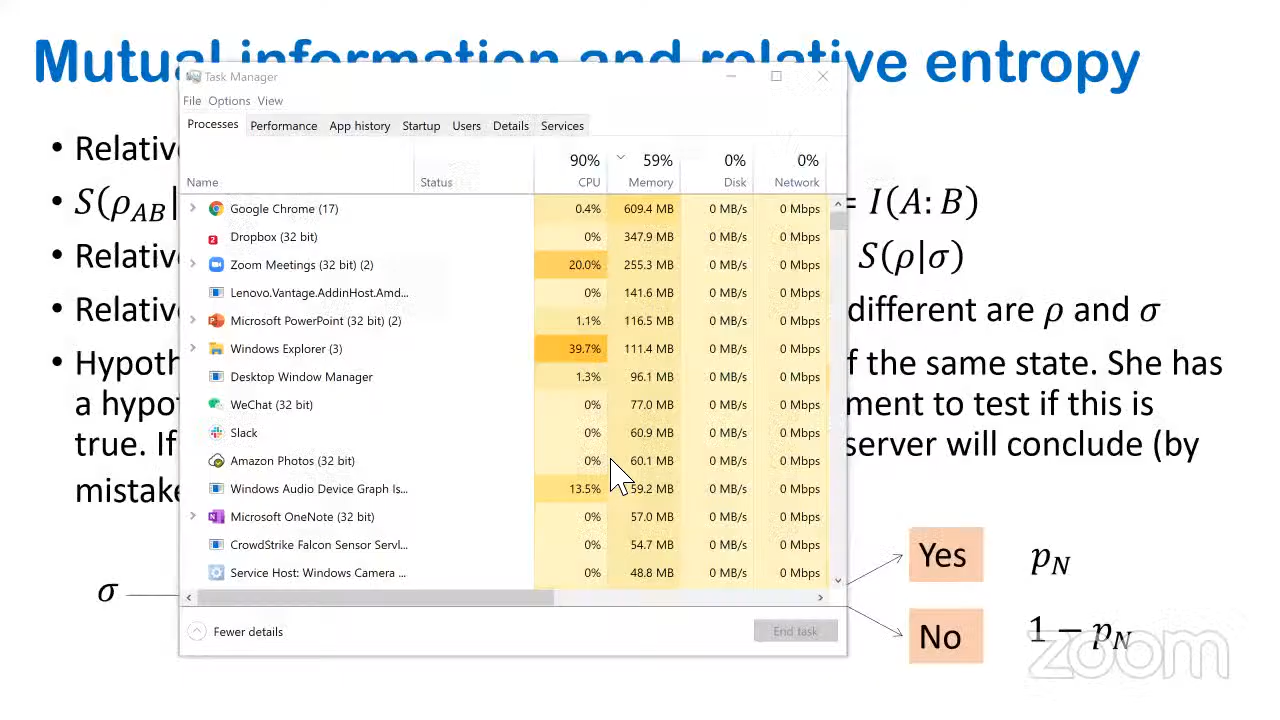 Mutual information and relative entropy
Task Manager
File Options View
Processes Performance App history Startup Users Details Services
90% 59% 0% 0%
Name Status CPU Memory Disk Network
Google Chrome (17) 0.4% 609.4 MB 0 MB/s 0 Mbps
Dropbox (32 bit) 0% 347.9 MB 0 MB/s 0 Mbps
Zoom Meetings (32 bit) (2) 20.0% 255.3 MB 0 MB/s 0 Mbps
Lenovo.Vantage.AddinHost.Amd... 0% 141.6 MB 0 MB/s 0 Mbps
Microsoft PowerPoint (32 bit) (2) 1.1% 116.5 MB 0 MB/s 0 Mbps
Windows Explorer (3) 39.7% 111.4 MB 0 MB/s 0 Mbps
Desktop Window Manager 1.3% 96.1 MB 0 MB/s 0 Mbps
WeChat (32 bit) 0% 77.0 MB 0 MB/s 0 Mbps
Slack 0% 60.9 MB 0 MB/s 0 Mbps
Amazon Photos (32 bit) 0% 60.1 MB 0 MB/s 0 Mbps
Windows Audio Device Graph Is... 13.5% 59.2 MB 0 MB/s 0 Mbps
Microsoft OneNote (32 bit) 0% 57.0 MB 0 MB/s 0 Mbps
CrowdStrike Falcon Sensor Servi... 0% 54.7 MB 0 MB/s 0 Mbps
Service Host: Windows Camera ... 0% 48.8 MB 0 MB/s 0 Mbps
Fewer details End task
• Relativ
• S(ρ_AB| = I(A:B)
• Relativ S(ρ|σ)
• Relativ different are ρ and σ
• Hypoth f the same state. She has
a hypot ment to test if this is
true. If server will conclude (by
mistake
σ
Yes p_N
No 1 − p_N
zoom